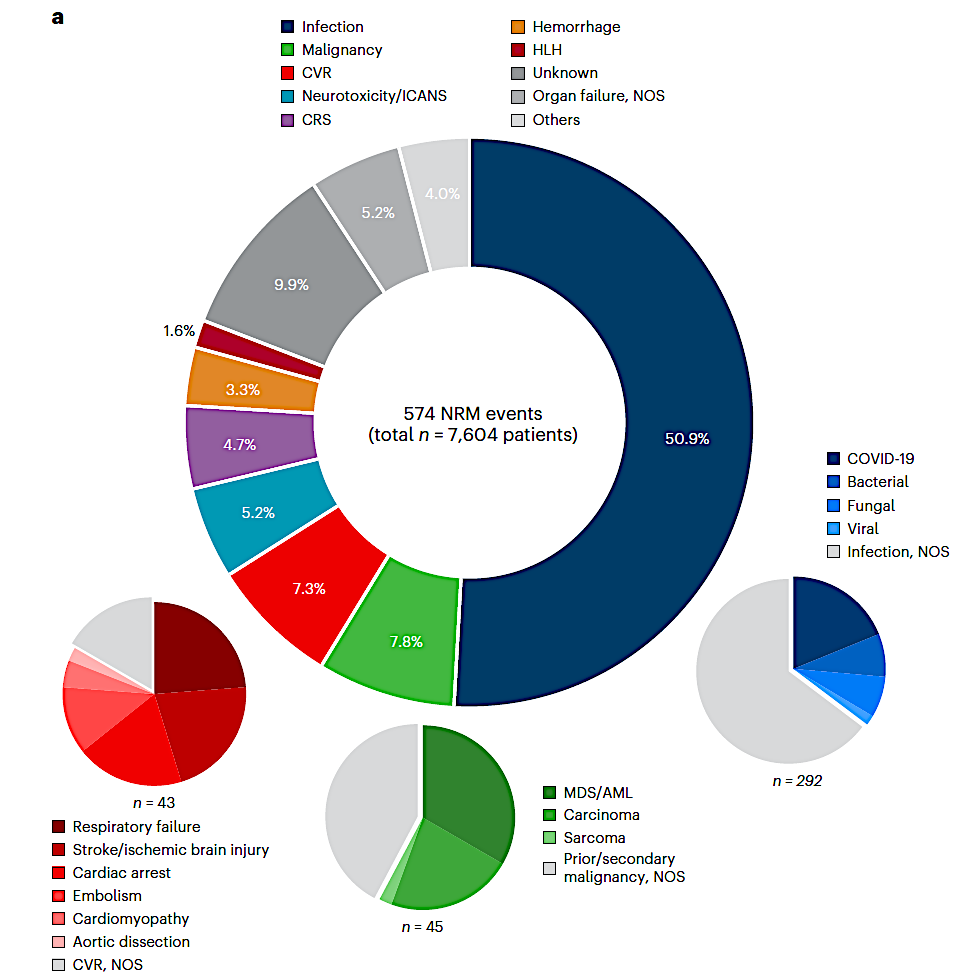 a
Infection
Malignancy
CVR
Neurotoxicity/ICANS
CRS
Hemorrhage
HLH
Unknown
Organ failure, NOS
Others
4.0%
5.2%
9.9%
1.6%
3.3%
4.7%
5.2%
7.3%
7.8%
50.9%
574 NRM events
(total n = 7,604 patients)
COVID-19
Bacterial
Fungal
Viral
Infection, NOS
n = 292
n = 43
Respiratory failure
Stroke/ischemic brain injury
Cardiac arrest
Embolism
Cardiomyopathy
Aortic dissection
CVR, NOS
MDS/AML
Carcinoma
Sarcoma
Prior/secondary
malignancy, NOS
n = 45